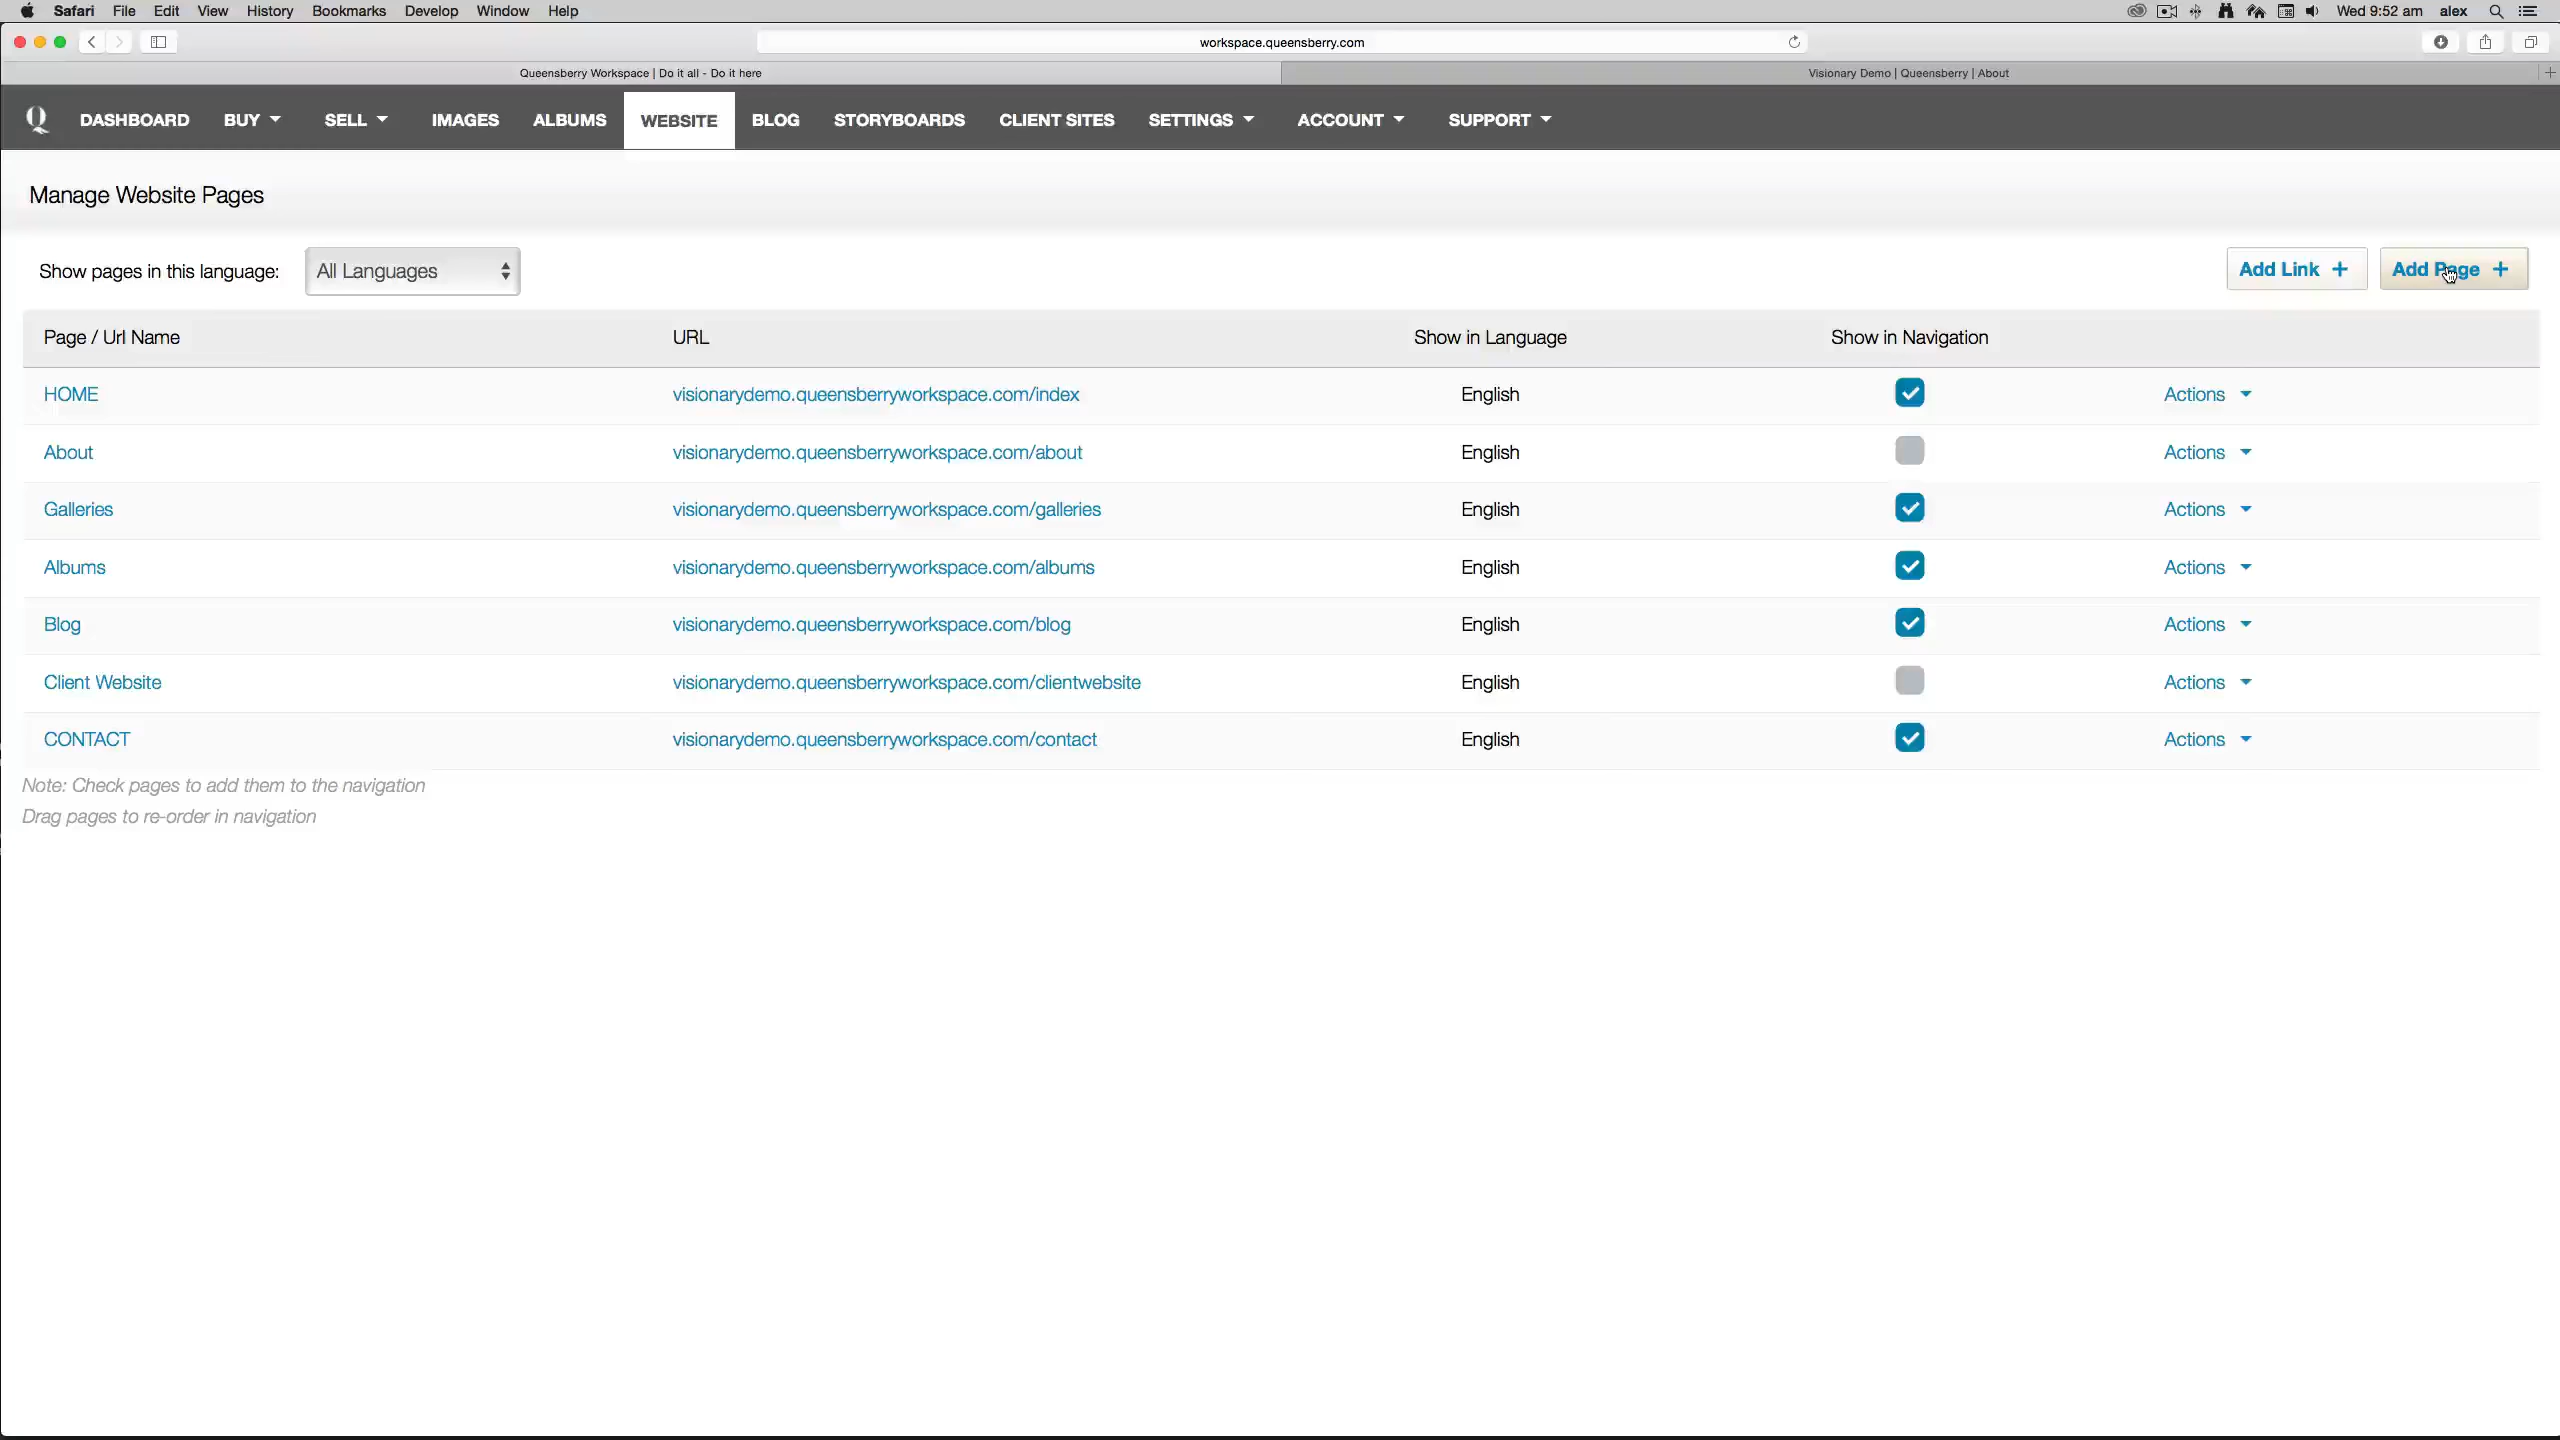 Safari File Edit View History Bookmarks Develop Window Help Wed 9:52 am alex
workspace.queensberry.com
Queensberry Workspace | Do it all - Do it here Visionary Demo | Queensberry | About
Q DASHBOARD BUY SELL IMAGES ALBUMS WEBSITE BLOG STORYBOARDS CLIENT SITES SETTINGS ACCOUNT SUPPORT
Manage Website Pages
Show pages in this language: All Languages Add Link + Add Page +
Page / Url Name URL Show in Language Show in Navigation
HOME visionarydemo.queensberryworkspace.com/index English Actions
About visionarydemo.queensberryworkspace.com/about English Actions
Galleries visionarydemo.queensberryworkspace.com/galleries English Actions
Albums visionarydemo.queensberryworkspace.com/albums English Actions
Blog visionarydemo.queensberryworkspace.com/blog English Actions
Client Website visionarydemo.queensberryworkspace.com/clientwebsite English Actions
CONTACT visionarydemo.queensberryworkspace.com/contact English Actions
Note: Check pages to add them to the navigation
Drag pages to re-order in navigation